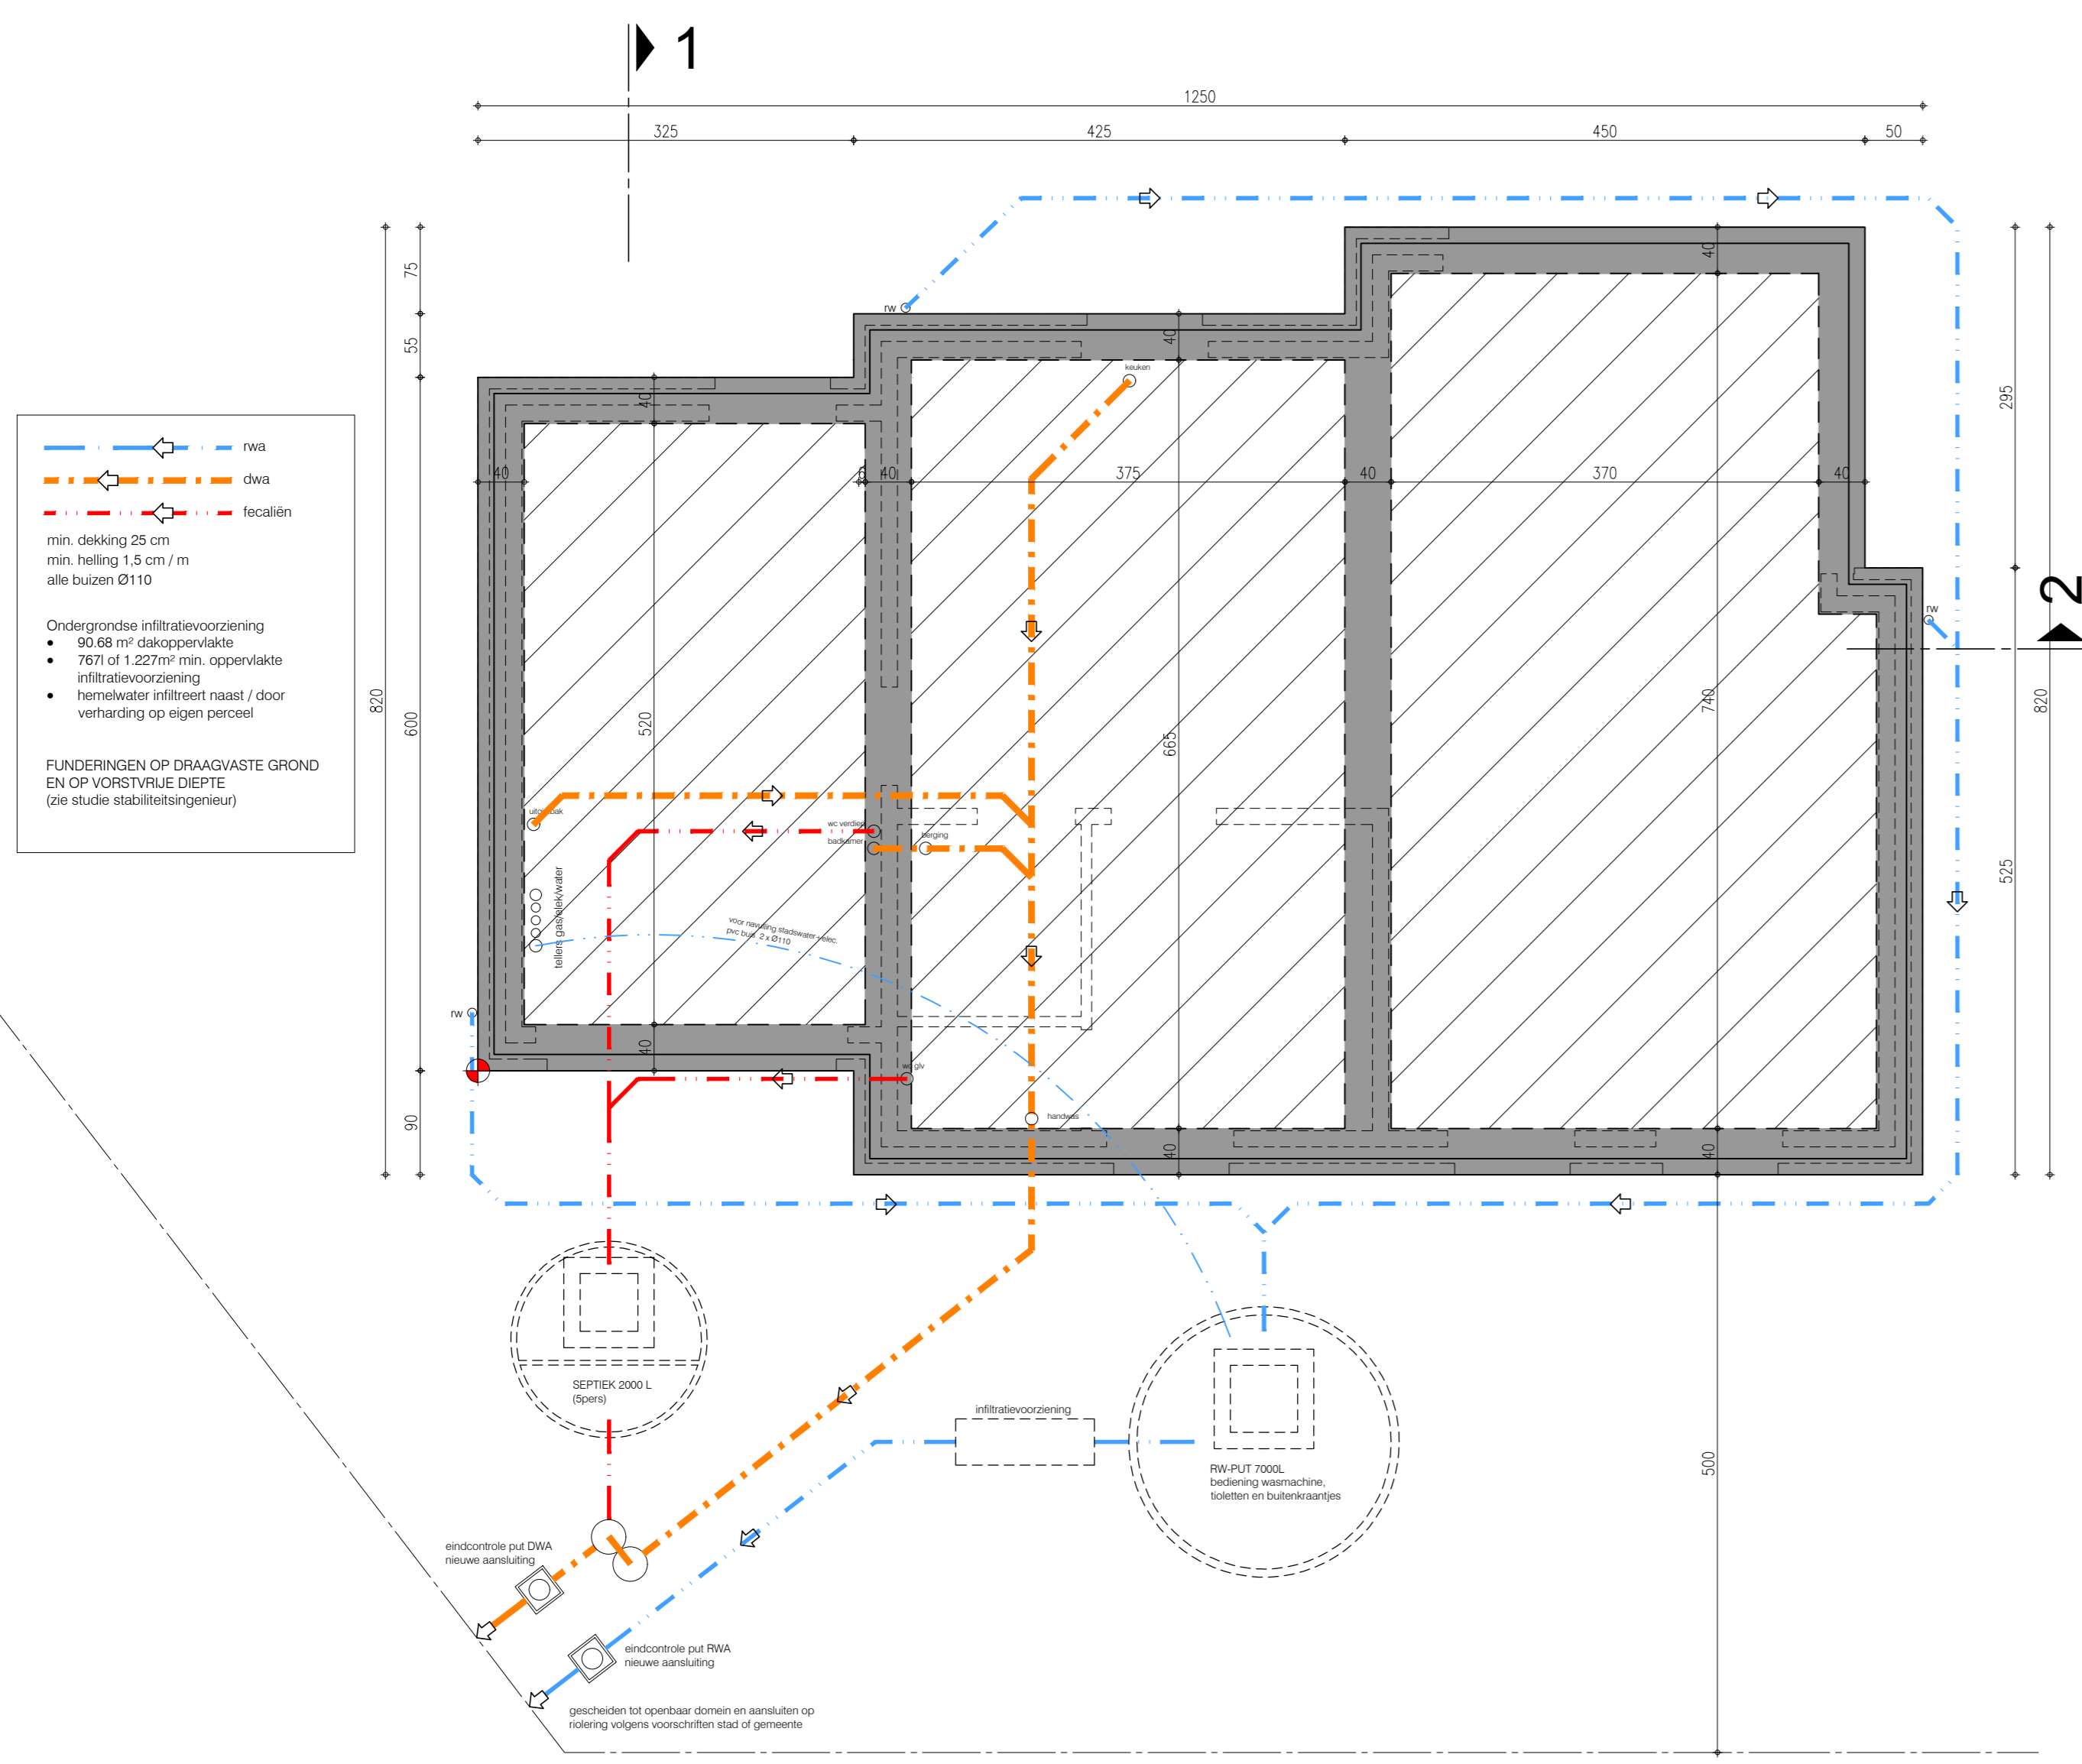 1
1250
325
425
450
50
75
55
600
90
820
rw
40
40
40
keuken
40
6
40
375
40
370
40
295
525
820
rw
2
rwa
dwa
fecaliën
min. dekking 25 cm
min. helling 1,5 cm / m
alle buizen Ø110
Ondergrondse infiltratievoorziening
• 90.68 m² dakoppervlakte
• 767l of 1.227m² min. oppervlakte
infiltratievoorziening
• hemelwater infiltreert naast / door
verharding op eigen perceel
FUNDERINGEN OP DRAAGVASTE GROND
EN OP VORSTVRIJE DIEPTE
(zie studie stabiliteitsingenieur)
520
665
740
wc verdiep
badkamer
berging
tellers gas/elek/water
voor navulling stadswater+elec.
pvc buis 2 x Ø110
rw
40
wc glv
handwas
40
40
SEPTIEK 2000 L
(5pers)
infiltratievoorziening
RW-PUT 7000L
bediening wasmachine,
tioletten en buitenkraantjes
500
eindcontrole put DWA
nieuwe aansluiting
eindcontrole put RWA
nieuwe aansluiting
gescheiden tot openbaar domein en aansluiten op
riolering volgens voorschriften stad of gemeente